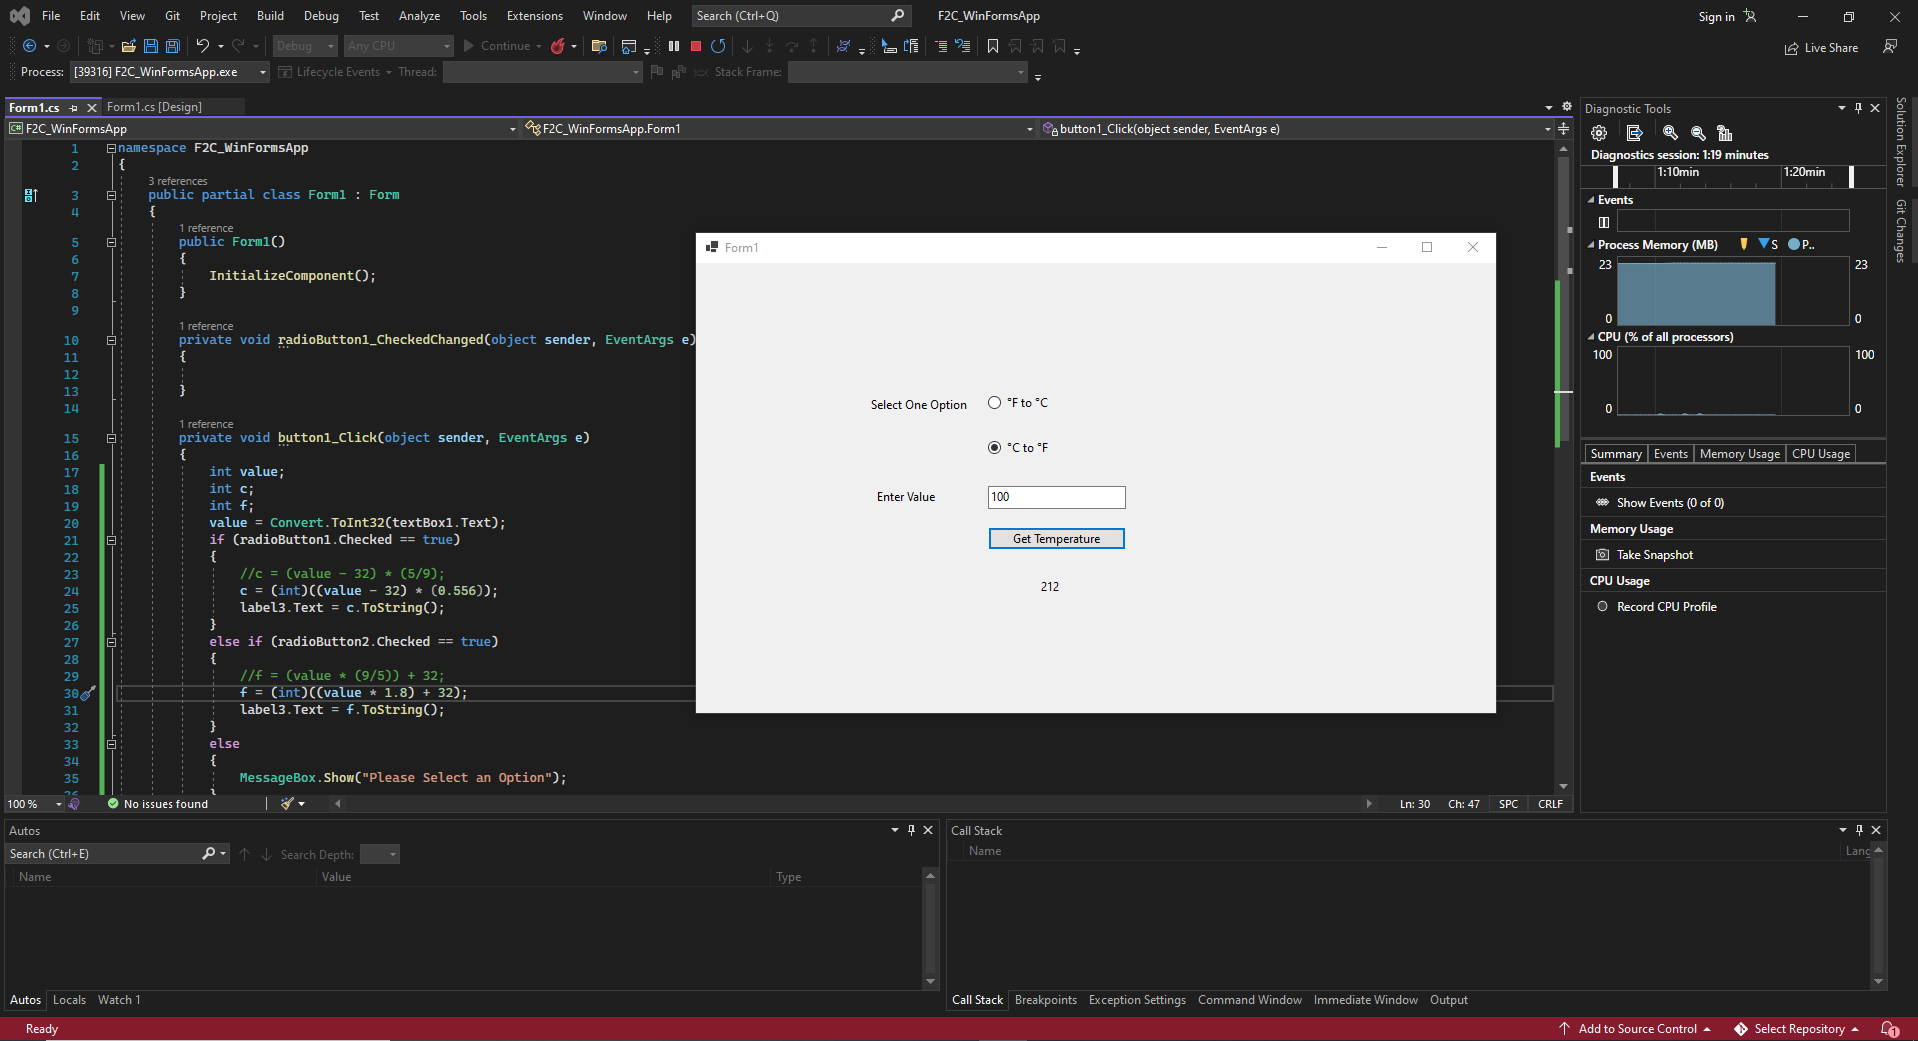 File Edit View Git Project Build Debug Test Analyze Tools Extensions Window Help Search (Ctrl+Q) F2C_WinFormsApp Sign in
Debug Any CPU Continue Live Share
Process: [39316] F2C_WinFormsApp.exe Lifecycle Events Thread: Stack Frame:
Form1.cs Form1.cs [Design]
C# F2C_WinFormsApp F2C_WinFormsApp.Form1 button1_Click(object sender, EventArgs e)
1 namespace F2C_WinFormsApp
2 {
3 references
3 public partial class Form1 : Form
4 {
1 reference
5 public Form1()
6 {
7 InitializeComponent();
8 }
9
1 reference
10 private void radioButton1_CheckedChanged(object sender, EventArgs e)
11 {
12
13 }
14
1 reference
15 private void button1_Click(object sender, EventArgs e)
16 {
17 int value;
18 int c;
19 int f;
20 value = Convert.ToInt32(textBox1.Text);
21 if (radioButton1.Checked == true)
22 {
23 //c = (value - 32) * (5/9);
24 c = (int)((value - 32) * (0.556));
25 label3.Text = c.ToString();
26 }
27 else if (radioButton2.Checked == true)
28 {
29 //f = (value * (9/5)) + 32;
30 f = (int)((value * 1.8) + 32);
31 label3.Text = f.ToString();
32 }
33 else
34 {
35 MessageBox.Show("Please Select an Option");
100 % No issues found Ln: 30 Ch: 47 SPC CRLF
Form1
Select One Option °F to °C
°C to °F
Enter Value 100
Get Temperature
212
Diagnostic Tools
Diagnostics session: 1:19 minutes
1:10min 1:20min
Events
Process Memory (MB) S P..
23 23
0 0
CPU (% of all processors)
100 100
0 0
Summary Events Memory Usage CPU Usage
Events
Show Events (0 of 0)
Memory Usage
Take Snapshot
CPU Usage
Record CPU Profile
Solution Explorer
Git Changes
Autos
Search (Ctrl+E) Search Depth:
Name Value Type
Autos Locals Watch 1
Call Stack
Name Lang
Call Stack Breakpoints Exception Settings Command Window Immediate Window Output
Ready Add to Source Control Select Repository 1